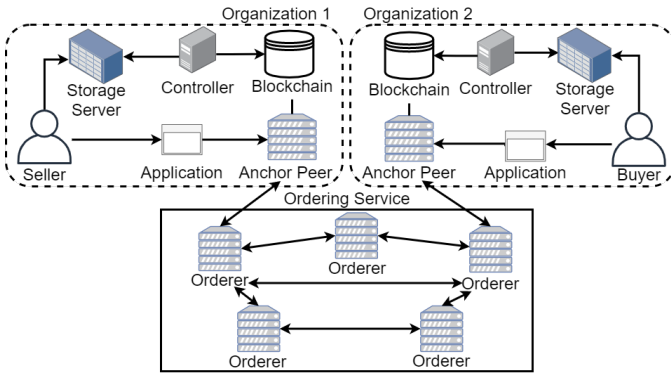 Organization 1
Organization 2
Storage
Server
Controller
Blockchain
Blockchain
Controller
Storage
Server
Seller
Application
Anchor Peer
Anchor Peer
Application
Buyer
Ordering Service
Orderer
Orderer
Orderer
Orderer
Orderer